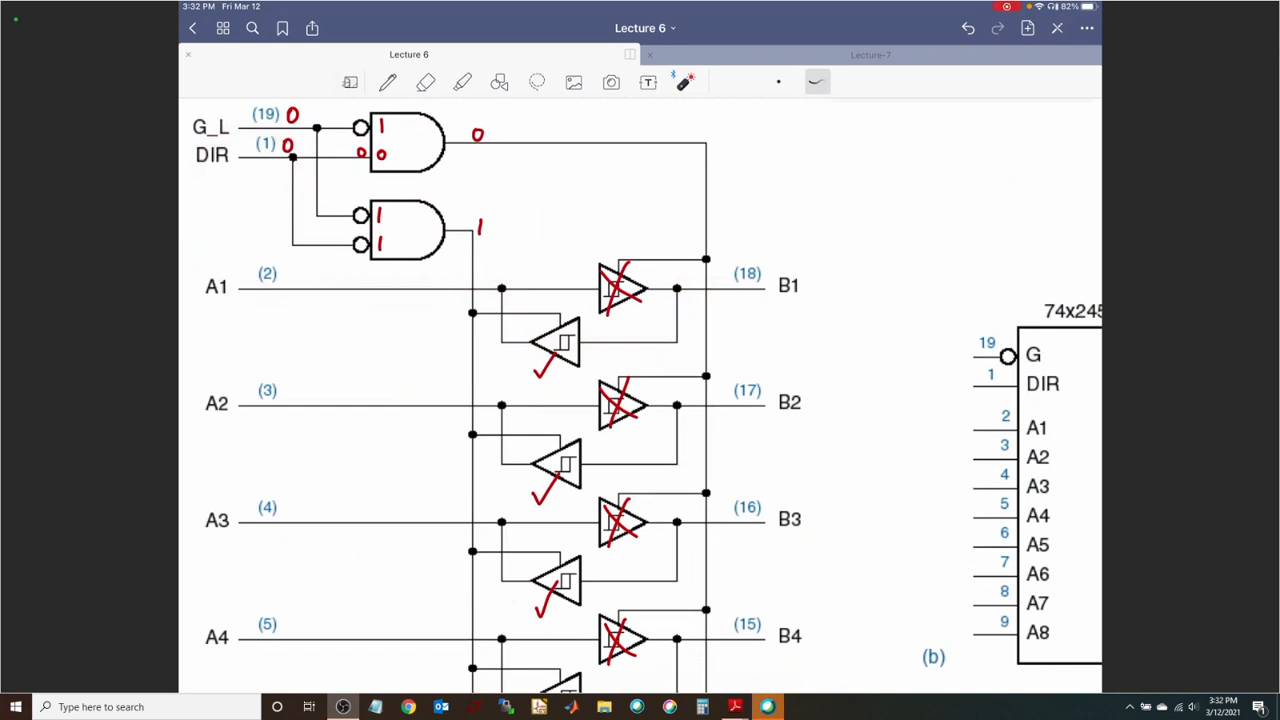 3:32 PM Fri Mar 12
82%
Lecture 6
Lecture 6
Lecture-7
G_L (19) 0
1
0
DIR (1) 0
0 0
1
1
1
A1 (2) (18) B1
74x245
19 G
1 DIR
A2 (3) (17) B2
2 A1
3 A2
4 A3
A3 (4) (16) B3
5 A4
6 A5
7 A6
8 A7
A4 (5) (15) B4
9 A8
(b)
Type here to search
3:32 PM
3/12/2021